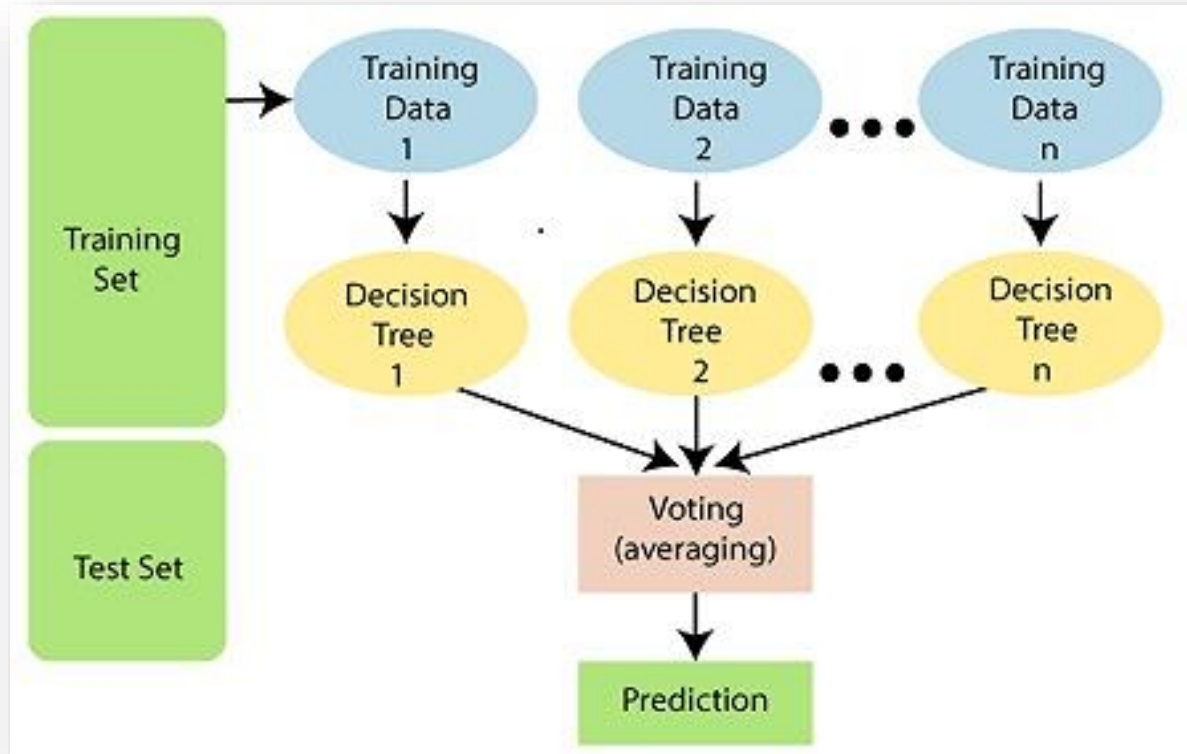 Training
Set
Test Set
Training
Data
1
Training
Data
2
Training
Data
n
Decision
Tree
1
Decision
Tree
2
Decision
Tree
n
Voting
(averaging)
Prediction